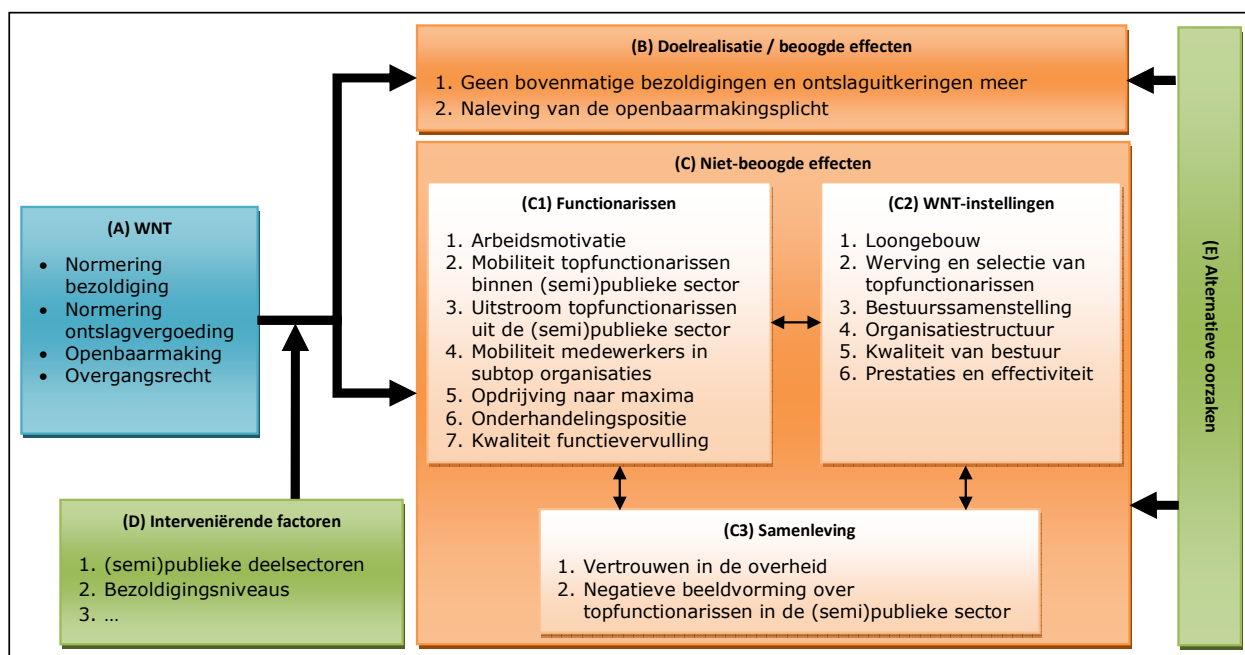 (B) Doelrealisatie / beoogde effecten
1. Geen bovenmatige bezoldigingen en ontslaguitkeringen meer
2. Naleving van de openbaarmakingsplicht
(C) Niet-beoogde effecten
(A) WNT
• Normering
bezoldiging
• Normering
ontslagvergoeding
• Openbaarmaking
• Overgangsrecht
(C1) Functionarissen
1. Arbeidsmotivatie
2. Mobiliteit topfunctionarissen
binnen (semi)publieke sector
3. Uitstroom topfunctionarissen
uit de (semi)publieke sector
4. Mobiliteit medewerkers in
subtop organisaties
5. Opdrijving naar maxima
6. Onderhandelingspositie
7. Kwaliteit functievervulling
(C2) WNT-instellingen
1. Loongebouw
2. Werving en selectie van
topfunctionarissen
3. Bestuurssamenstelling
4. Organisatiestructuur
5. Kwaliteit van bestuur
6. Prestaties en effectiviteit
(E) Alternatieve oorzaken
(D) Interveniërende factoren
1. (semi)publieke deelsectoren
2. Bezoldigingsniveaus
3. …
(C3) Samenleving
1. Vertrouwen in de overheid
2. Negatieve beeldvorming over
topfunctionarissen in de (semi)publieke sector